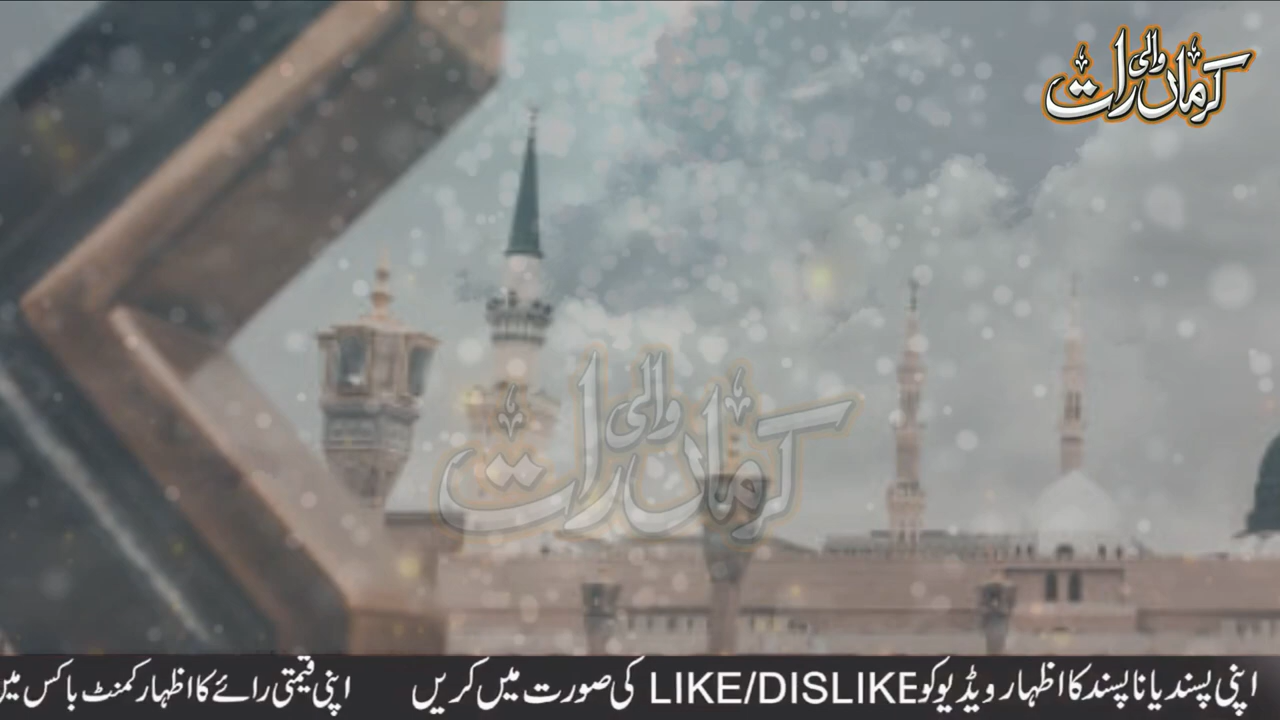 کرماں والی رات
کرماں والی رات
اپنی پسند یا ناپسند کا اظہار ویڈیو کو LIKE/DISLIKE کی صورت میں کریں اپنی قیمتی رائے کا اظہار کمنٹ باکس میں